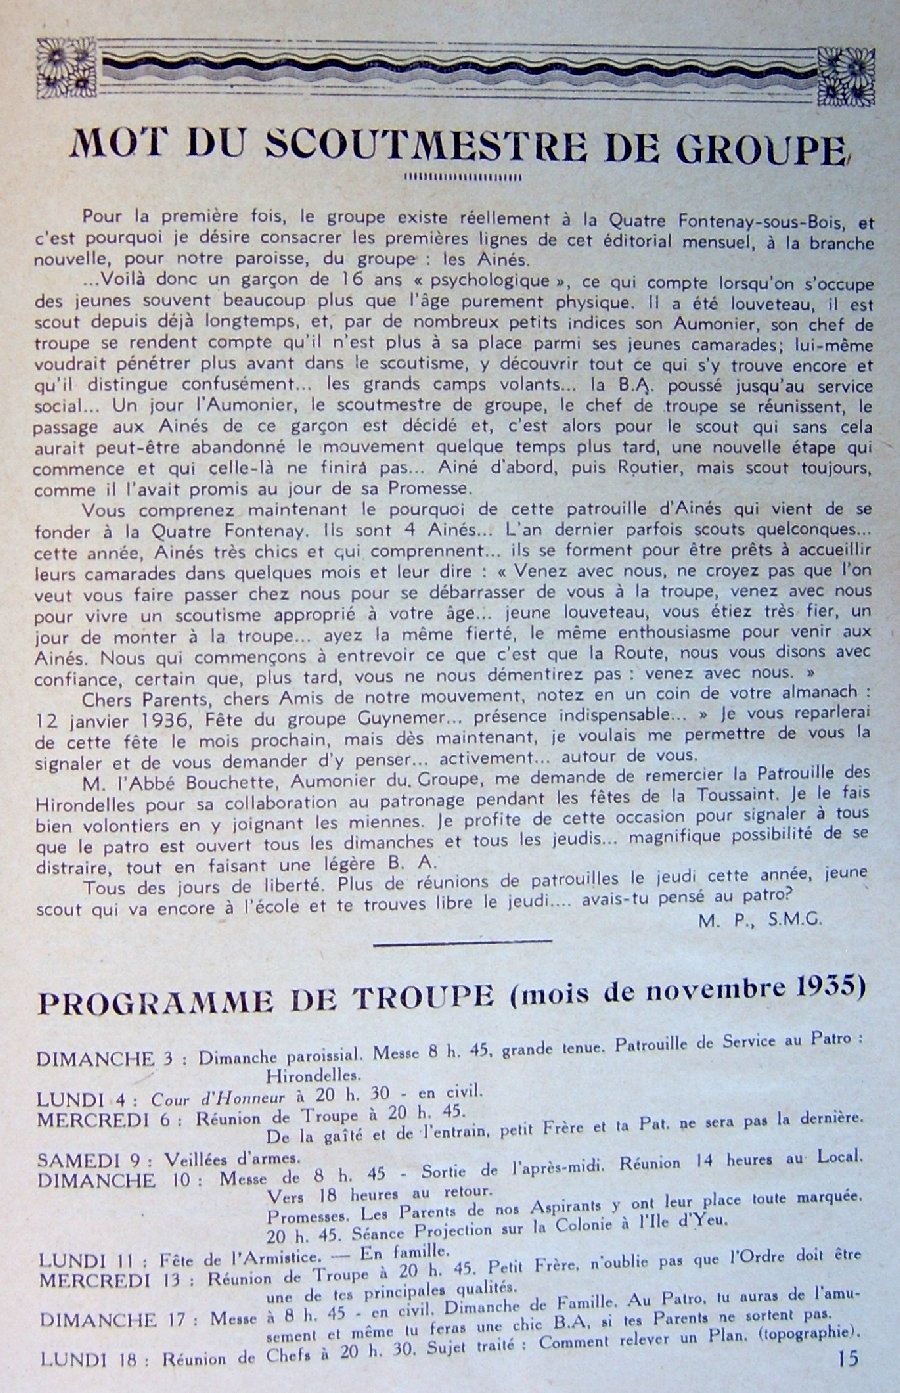 MOT DU SCOUTMESTRE DE GROUPE
Pour la première fois, le groupe existe réellement à la Quatre Fontenay-sous-Bois, et
c'est pourquoi je désire consacrer les premières lignes de cet éditorial mensuel, à la branche
nouvelle, pour notre paroisse, du groupe : les Ainés.
...Voilà donc un garçon de 16 ans « psychologique », ce qui compte lorsqu'on s'occupe
des jeunes souvent beaucoup plus que l'âge purement physique. Il a été louveteau, il est
scout depuis déjà longtemps, et, par de nombreux petits indices son Aumonier, son chef de
troupe se rendent compte qu'il n'est plus à sa place parmi ses jeunes camarades; lui-même
voudrait pénétrer plus avant dans le scoutisme, y découvrir tout ce qui s'y trouve encore et
qu'il distingue confusément... les grands camps volants... la B.A. poussé jusqu'au service
social... Un jour l'Aumonier, le scoutmestre de groupe, le chef de troupe se réunissent, le
passage aux Ainés de ce garçon est décidé et, c'est alors pour le scout qui sans cela
aurait peut-être abandonné le mouvement quelque temps plus tard, une nouvelle étape qui
commence et qui celle-là ne finira pas... Ainé d'abord, puis Routier, mais scout toujours,
comme il l'avait promis au jour de sa Promesse.
Vous comprenez maintenant le pourquoi de cette patrouille d'Ainés qui vient de se
fonder à la Quatre Fontenay. Ils sont 4 Ainés... L'an dernier parfois scouts quelconques...
cette année, Ainés très chics et qui comprennent... ils se forment pour être prêts à accueillir
leurs camarades dans quelques mois et leur dire : « Venez avec nous, ne croyez pas que l'on
veut vous faire passer chez nous pour se débarrasser de vous à la troupe, venez avec nous
pour vivre un scoutisme approprié à votre âge... jeune louveteau, vous étiez très fier, un
jour de monter à la troupe... ayez la même fierté, le même enthousiasme pour venir aux
Ainés. Nous qui commençons à entrevoir ce que c'est que la Route, nous vous disons avec
confiance, certain que, plus tard, vous ne nous démentirez pas : venez avec nous. »
Chers Parents, chers Amis de notre mouvement, notez en un coin de votre almanach :
12 janvier 1936, Fête du groupe Guynemer... présence indispensable... » Je vous reparlerai
de cette fête le mois prochain, mais dès maintenant, je voulais me permettre de vous la
signaler et de vous demander d'y penser... activement... autour de vous.
M. l'Abbé Bouchette, Aumonier du Groupe, me demande de remercier la Patrouille des
Hirondelles pour sa collaboration au patronage pendant les fêtes de la Toussaint. Je le fais
bien volontiers en y joignant les miennes. Je profite de cette occasion pour signaler à tous
que le patro est ouvert tous les dimanches et tous les jeudis... magnifique possibilité de se
distraire, tout en faisant une légère B. A.
Tous des jours de liberté. Plus de réunions de patrouilles le jeudi cette année, jeune
scout qui va encore à l'école et te trouves libre le jeudi.... avais-tu pensé au patro?
M. P., S.M.G.
PROGRAMME DE TROUPE (mois de novembre 1935)
DIMANCHE 3 : Dimanche paroissial. Messe 8 h. 45, grande tenue. Patrouille de Service au Patro :
Hirondelles.
LUNDI 4 : Cour d'Honneur à 20 h. 30 - en civil.
MERCREDI 6 : Réunion de Troupe à 20 h. 45.
De la gaîté et de l'entrain, petit Frère et ta Pat. ne sera pas la dernière.
SAMEDI 9 : Veillées d'armes.
DIMANCHE 10 : Messe de 8 h. 45 - Sortie de l'après-midi. Réunion 14 heures au Local.
Vers 18 heures au retour.
Promesses. Les Parents de nos Aspirants y ont leur place toute marquée.
20 h. 45. Séance Projection sur la Colonie à l'Ile d'Yeu.
LUNDI 11 : Fête de l'Armistice. — En famille.
MERCREDI 13 : Réunion de Troupe à 20 h. 45. Petit Frère, n'oublie pas que l'Ordre doit être
une de tes principales qualités.
DIMANCHE 17 : Messe à 8 h. 45 - en civil. Dimanche de Famille. Au Patro, tu auras de l'amu-
sement et même tu feras une chic B.A. si tes Parents ne sortent pas.
LUNDI 18 : Réunion de Chefs à 20 h. 30. Sujet traité : Comment relever un Plan. (topographie).
15